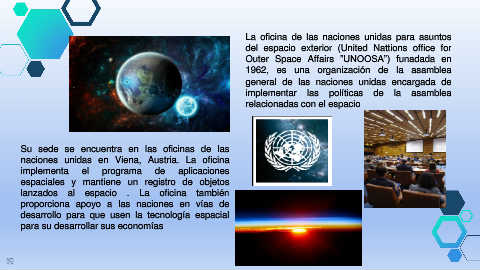 La oficina de las naciones unidas para asuntos
del espacio exterior (United Nattions office for
Outer Space Affairs "UNOOSA") funadada en
1962, es una organización de la asamblea
general de las naciones unidas encargada de
implementar las políticas de la asamblea
relacionadas con el espacio
Su sede se encuentra en las oficinas de las
naciones unidas en Viena, Austria. La oficina
implementa el programa de aplicaciones
espaciales y mantiene un registro de objetos
lanzados al espacio . La oficina también
proporciona apoyo a las naciones en vías de
desarrollo para que usen la tecnología espacial
para su desarrollar sus economías